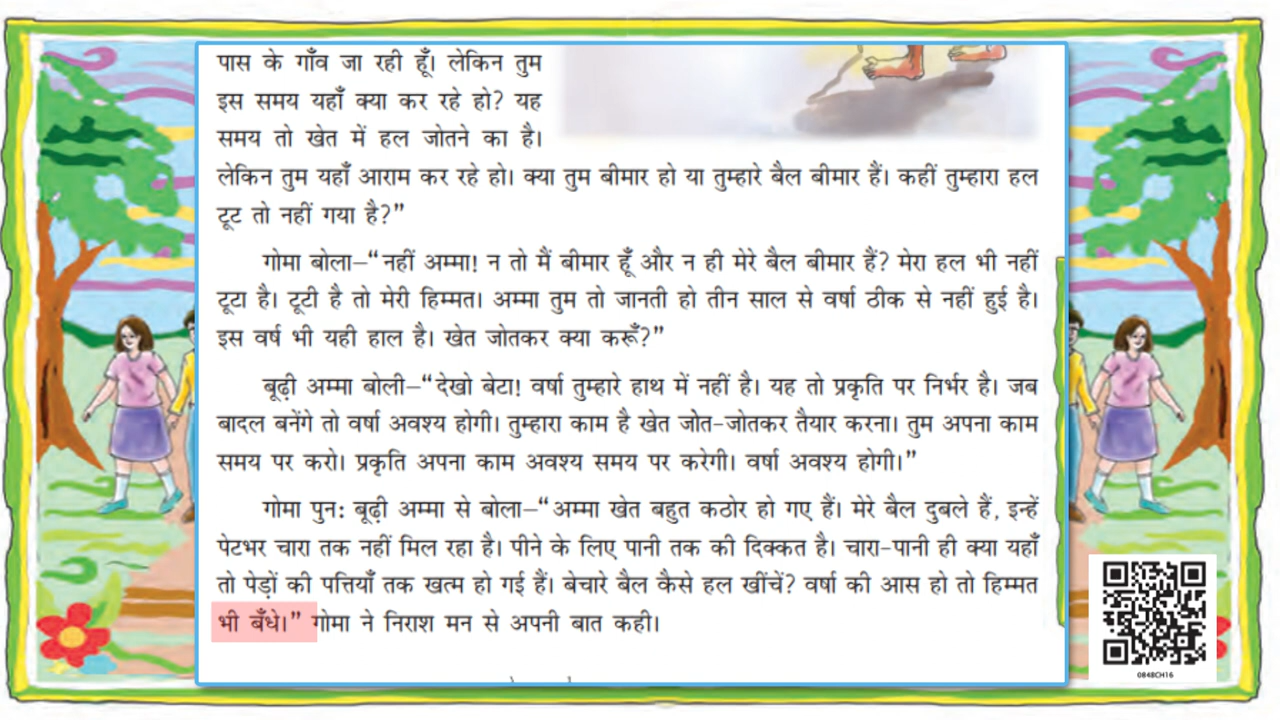 पास के गाँव जा रही हूँ। लेकिन तुम
इस समय यहाँ क्या कर रहे हो? यह
समय तो खेत में हल जोतने का है।
लेकिन तुम यहाँ आराम कर रहे हो। क्या तुम बीमार हो या तुम्हारे बैल बीमार हैं। कहीं तुम्हारा हल
टूट तो नहीं गया है?”
गोमा बोला–“नहीं अम्मा! न तो मैं बीमार हूँ और न ही मेरे बैल बीमार हैं? मेरा हल भी नहीं
टूटा है। टूटी है तो मेरी हिम्मत। अम्मा तुम तो जानती हो तीन साल से वर्षा ठीक से नहीं हुई है।
इस वर्ष भी यही हाल है। खेत जोतकर क्या करूँ?”
बूढ़ी अम्मा बोली–“देखो बेटा! वर्षा तुम्हारे हाथ में नहीं है। यह तो प्रकृति पर निर्भर है। जब
बादल बनेंगे तो वर्षा अवश्य होगी। तुम्हारा काम है खेत जोत-जोतकर तैयार करना। तुम अपना काम
समय पर करो। प्रकृति अपना काम अवश्य समय पर करेगी। वर्षा अवश्य होगी।”
गोमा पुन: बूढ़ी अम्मा से बोला–“अम्मा खेत बहुत कठोर हो गए हैं। मेरे बैल दुबले हैं, इन्हें
पेटभर चारा तक नहीं मिल रहा है। पीने के लिए पानी तक की दिक्कत है। चारा-पानी ही क्या यहाँ
तो पेड़ों की पत्तियाँ तक खत्म हो गई हैं। बेचारे बैल कैसे हल खींचें? वर्षा की आस हो तो हिम्मत
भी बँधे।” गोमा ने निराश मन से अपनी बात कही।
0848CH16